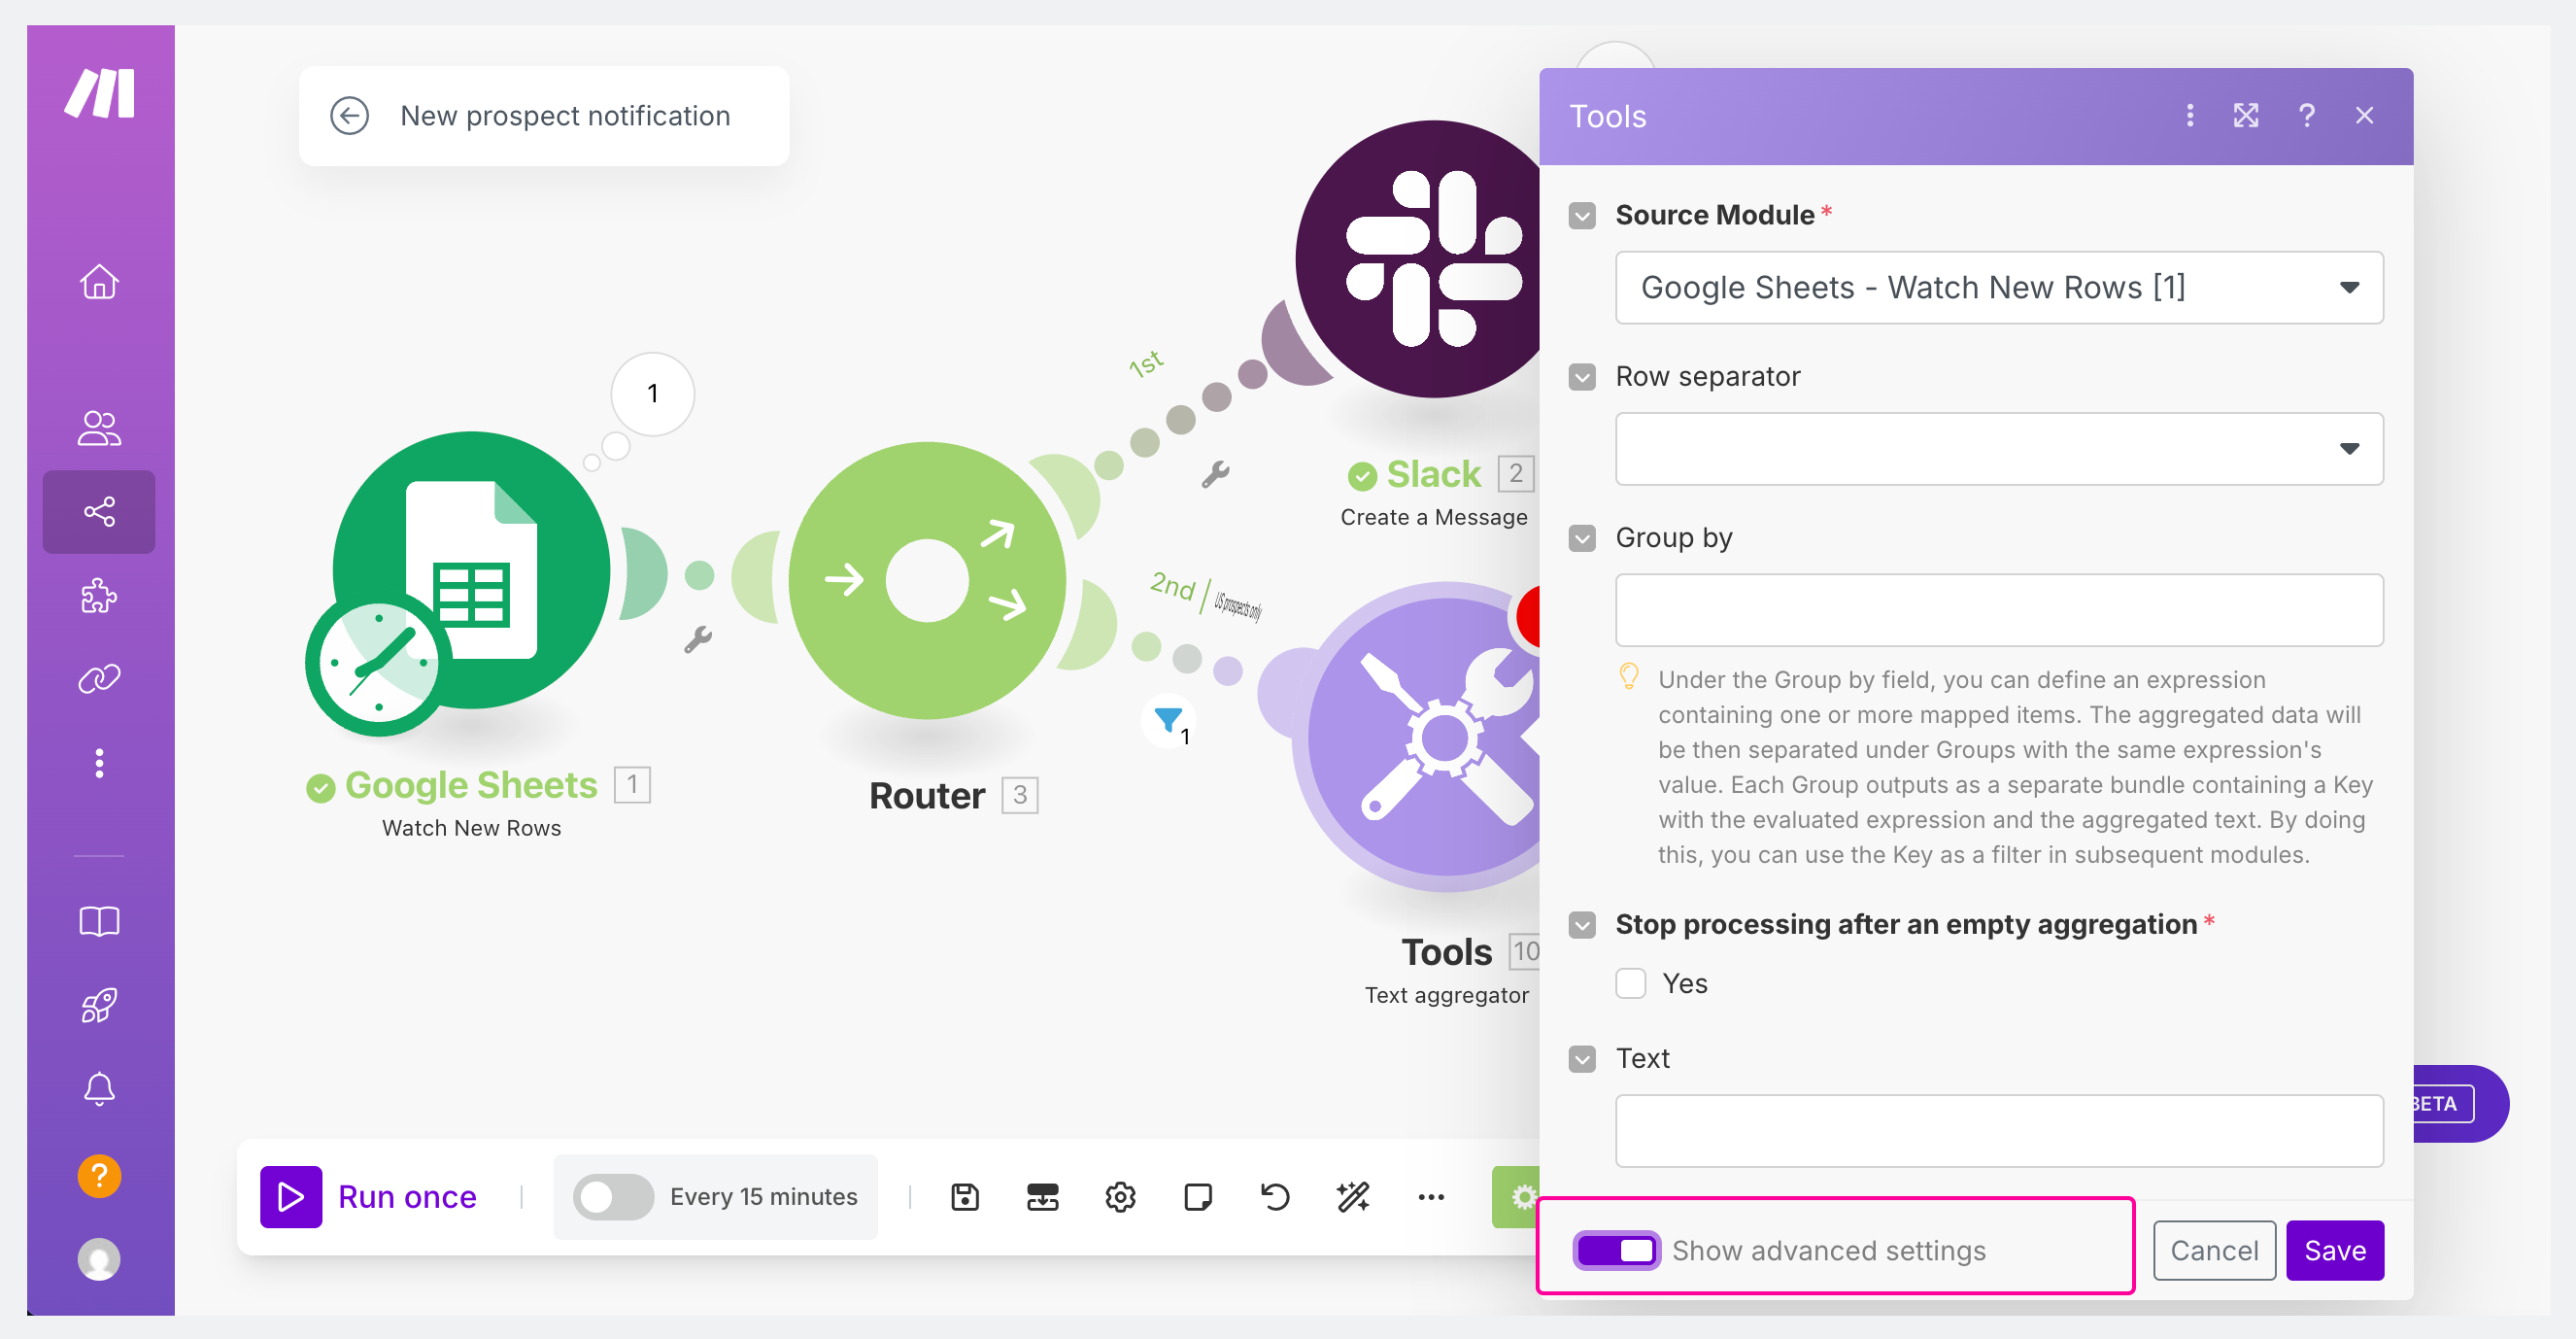 New prospect notification
1
1st
Slack 2
Create a Message
2nd
US prospects only
1
Google Sheets 1
Watch New Rows
Router 3
Tools 10
Text aggregator
Run once
Every 15 minutes
Tools
?
Source Module *
Google Sheets - Watch New Rows [1]
Row separator
Group by
Under the Group by field, you can define an expression
containing one or more mapped items. The aggregated data will
be then separated under Groups with the same expression's
value. Each Group outputs as a separate bundle containing a Key
with the evaluated expression and the aggregated text. By doing
this, you can use the Key as a filter in subsequent modules.
Stop processing after an empty aggregation *
Yes
Text
BETA
Show advanced settings
Cancel
Save
?